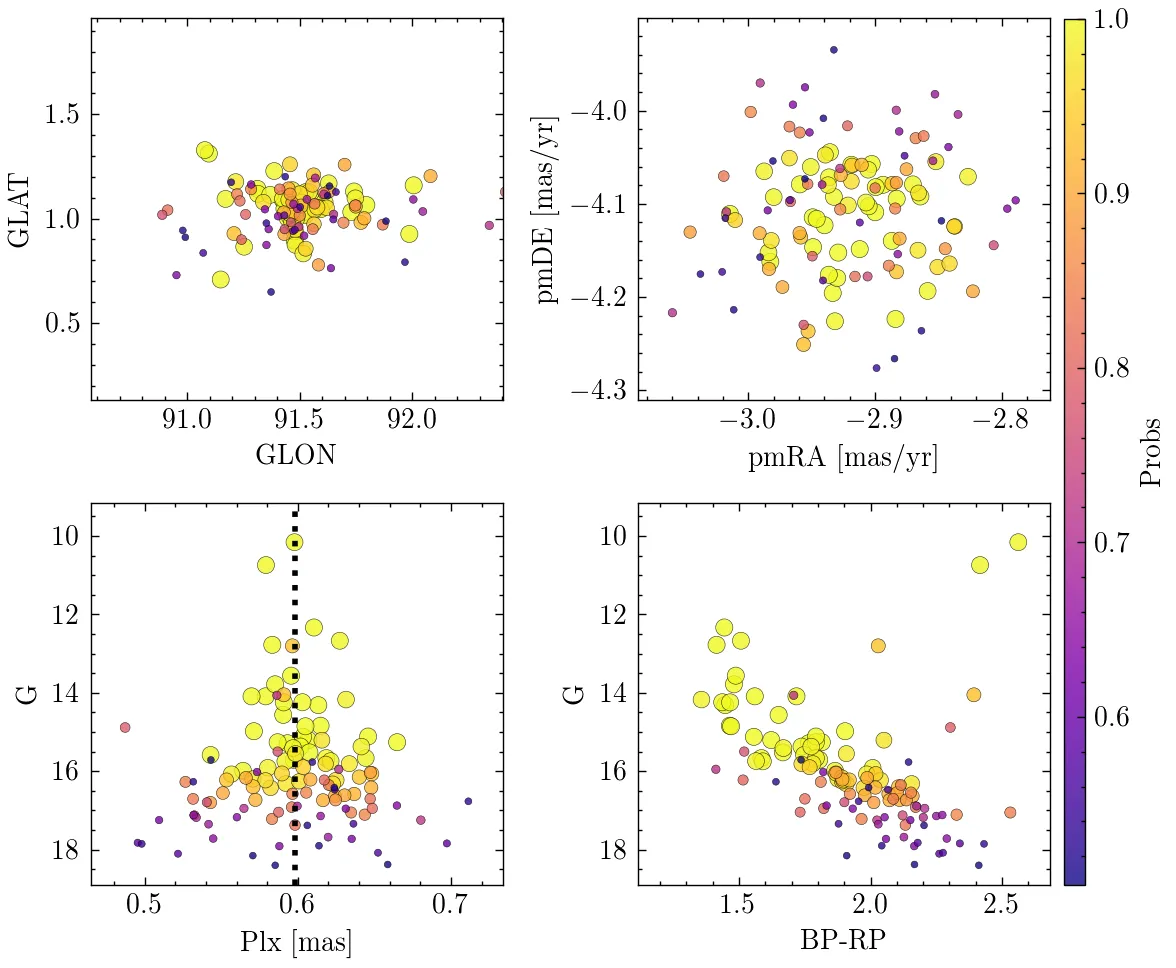 1.5
1.0
0.5
GLAT
91.0 91.5 92.0
GLON
−4.0
−4.1
−4.2
−4.3
pmDE [mas/yr]
−3.0 −2.9 −2.8
pmRA [mas/yr]
1.0
0.9
0.8
0.7
0.6
Probs
10
12
14
16
18
G
0.5 0.6 0.7
Plx [mas]
10
12
14
16
18
G
1.5 2.0 2.5
BP-RP